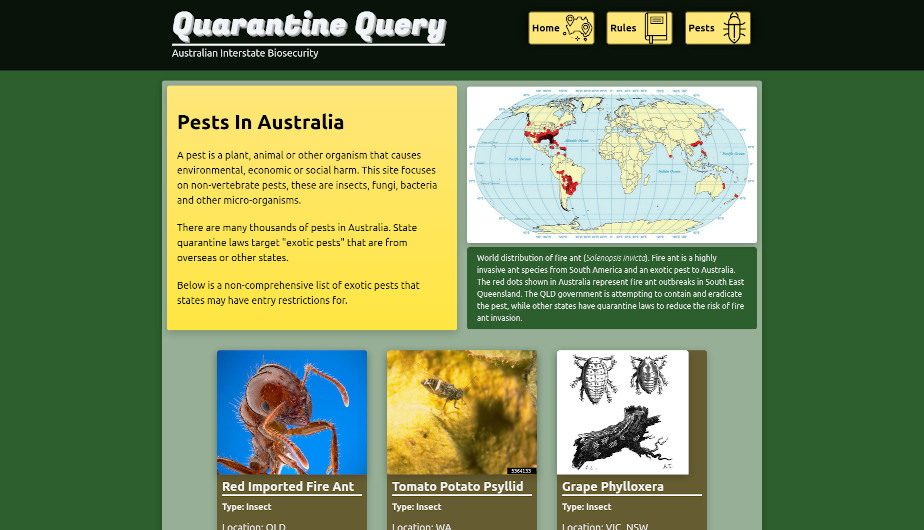 Quarantine Query
Australian Interstate Biosecurity
Home
Rules
Pests
Pests In Australia
A pest is a plant, animal or other organism that causes
environmental, economic or social harm. This site focuses
on non-vertebrate pests, these are insects, fungi, bacteria
and other micro-organisms.
There are many thousands of pests in Australia. State
quarantine laws target "exotic pests" that are from
overseas or other states.
Below is a non-comprehensive list of exotic pests that
states may have entry restrictions for.
World distribution of fire ant (Solenopsis invicta). Fire ant is a highly
invasive ant species from South America and an exotic pest to Australia.
The red dots shown in Australia represent fire ant outbreaks in South East
Queensland. The QLD government is attempting to contain and eradicate
the pest, while other states have quarantine laws to reduce the risk of fire
ant invasion.
5364133
Red Imported Fire Ant
Type: Insect
Location: QLD
Tomato Potato Psyllid
Type: Insect
Location: WA
Grape Phylloxera
Type: Insect
Location: VIC, NSW